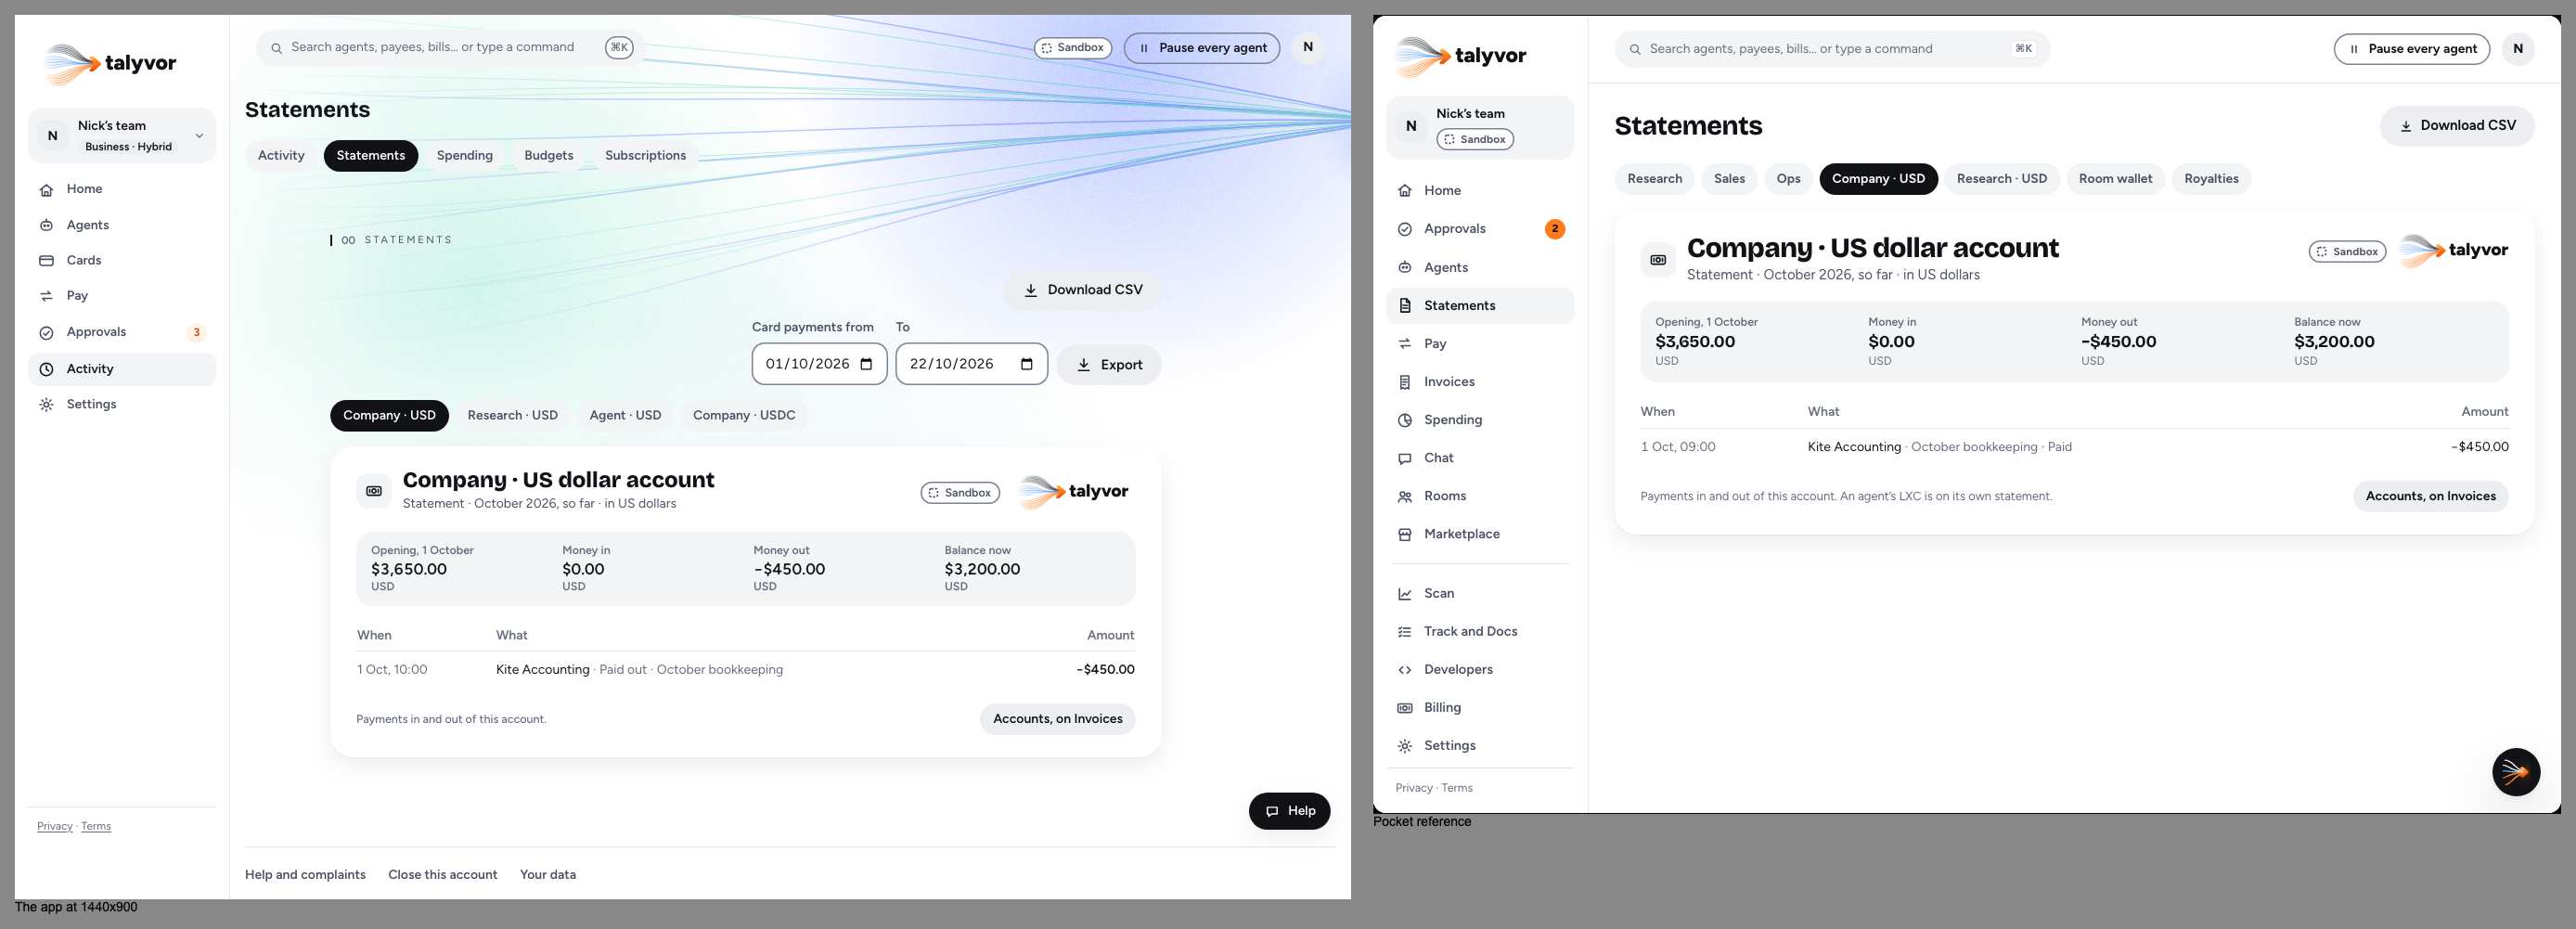 talyvor
Search agents, payees, bills... or type a command
⌘K
Sandbox
Pause every agent
N
N
Nick's team
Business · Hybrid
Home
Agents
Cards
Pay
Approvals
3
Activity
Settings
Privacy · Terms
Statements
Activity
Statements
Spending
Budgets
Subscriptions
00 STATEMENTS
Download CSV
Card payments from
To
01/10/2026
22/10/2026
Export
Company · USD
Research · USD
Agent · USD
Company · USDC
Company · US dollar account
Statement · October 2026, so far · in US dollars
Sandbox
talyvor
Opening, 1 October
Money in
Money out
Balance now
$3,650.00
$0.00
−$450.00
$3,200.00
USD
USD
USD
USD
When
What
Amount
1 Oct, 10:00
Kite Accounting · Paid out · October bookkeeping
−$450.00
Payments in and out of this account.
Accounts, on Invoices
Help
Help and complaints
Close this account
Your data
The app at 1440x900
talyvor
Search agents, payees, bills... or type a command
⌘K
Pause every agent
N
N
Nick's team
Sandbox
Home
Approvals
2
Agents
Statements
Pay
Invoices
Spending
Chat
Rooms
Marketplace
Scan
Track and Docs
Developers
Billing
Settings
Privacy · Terms
Statements
Download CSV
Research
Sales
Ops
Company · USD
Research · USD
Room wallet
Royalties
Company · US dollar account
Statement · October 2026, so far · in US dollars
Sandbox
talyvor
Opening, 1 October
Money in
Money out
Balance now
$3,650.00
$0.00
−$450.00
$3,200.00
USD
USD
USD
USD
When
What
Amount
1 Oct, 09:00
Kite Accounting · October bookkeeping · Paid
−$450.00
Payments in and out of this account. An agent's LXC is on its own statement.
Accounts, on Invoices
Pocket reference